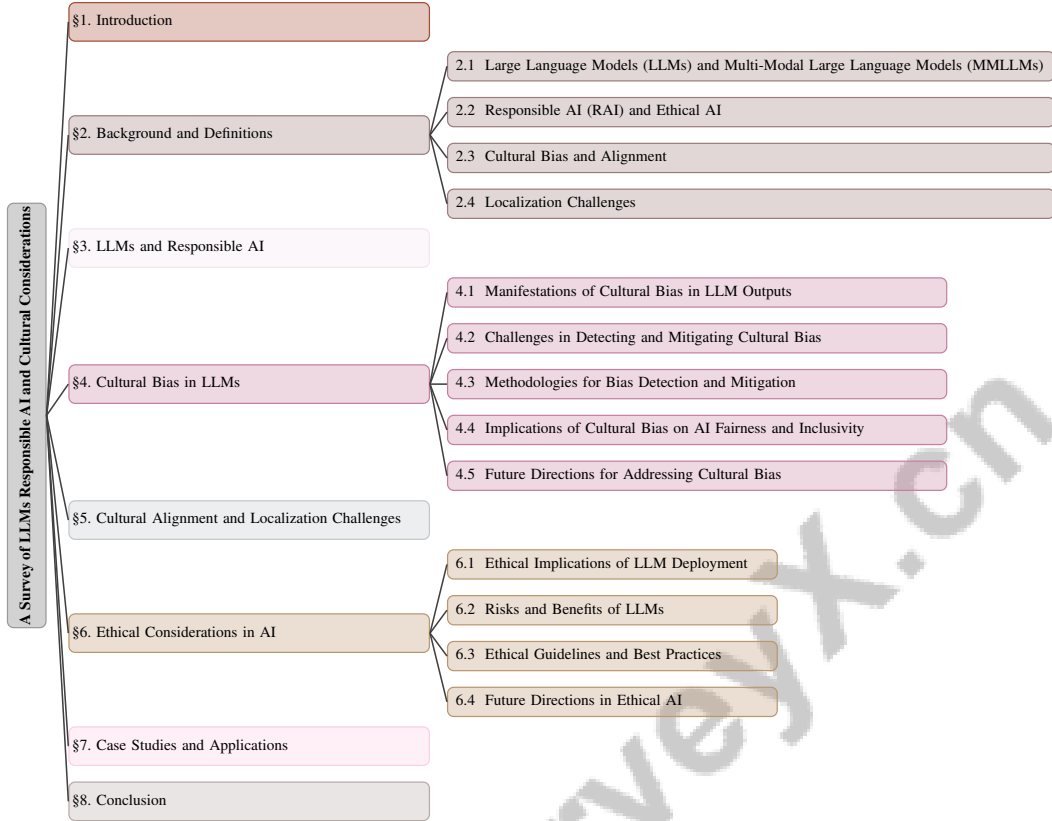 A Survey of LLMs Responsible AI and Cultural Considerations
§1. Introduction
§2. Background and Definitions
2.1 Large Language Models (LLMs) and Multi-Modal Large Language Models (MMLLMs)
2.2 Responsible AI (RAI) and Ethical AI
2.3 Cultural Bias and Alignment
2.4 Localization Challenges
§3. LLMs and Responsible AI
§4. Cultural Bias in LLMs
4.1 Manifestations of Cultural Bias in LLM Outputs
4.2 Challenges in Detecting and Mitigating Cultural Bias
4.3 Methodologies for Bias Detection and Mitigation
4.4 Implications of Cultural Bias on AI Fairness and Inclusivity
4.5 Future Directions for Addressing Cultural Bias
§5. Cultural Alignment and Localization Challenges
§6. Ethical Considerations in AI
6.1 Ethical Implications of LLM Deployment
6.2 Risks and Benefits of LLMs
6.3 Ethical Guidelines and Best Practices
6.4 Future Directions in Ethical AI
§7. Case Studies and Applications
§8. Conclusion
rveyx.cn